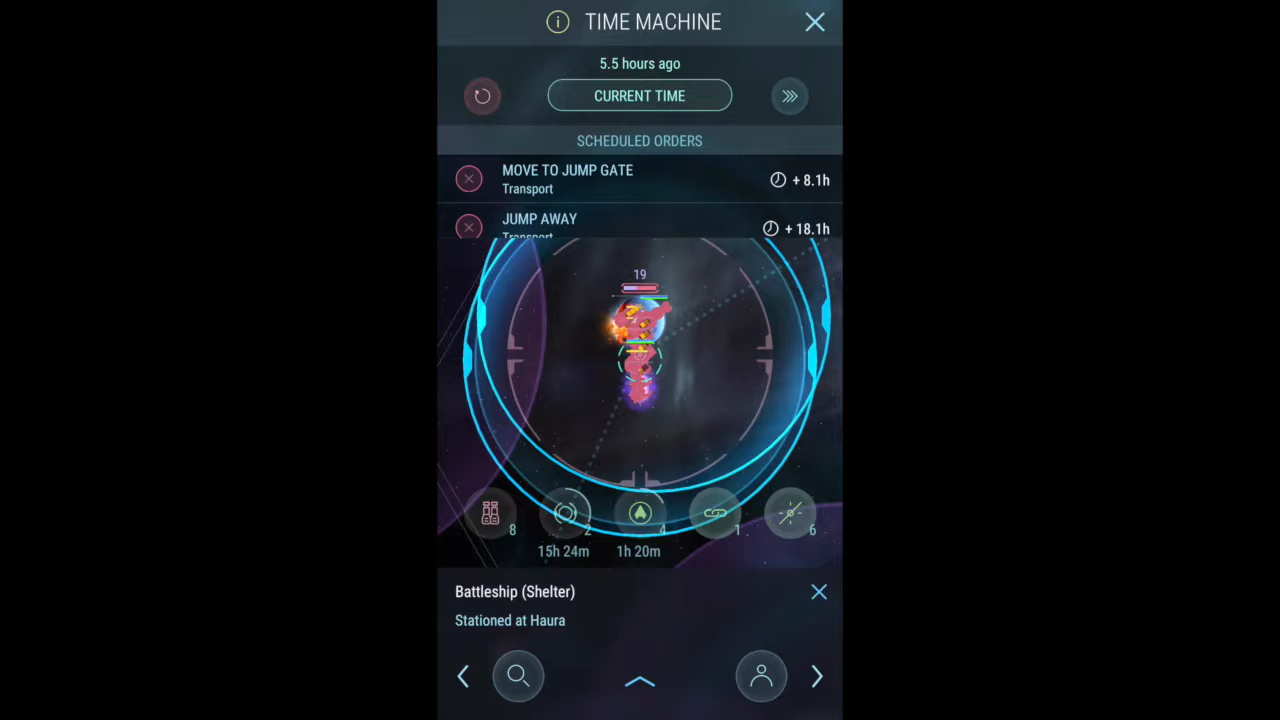 TIME MACHINE
5.5 hours ago
CURRENT TIME
SCHEDULED ORDERS
MOVE TO JUMP GATE
Transport
+ 8.1h
JUMP AWAY
Transport
+ 18.1h
19
8
2
4
1
6
15h 24m
1h 20m
Battleship (Shelter)
Stationed at Haura